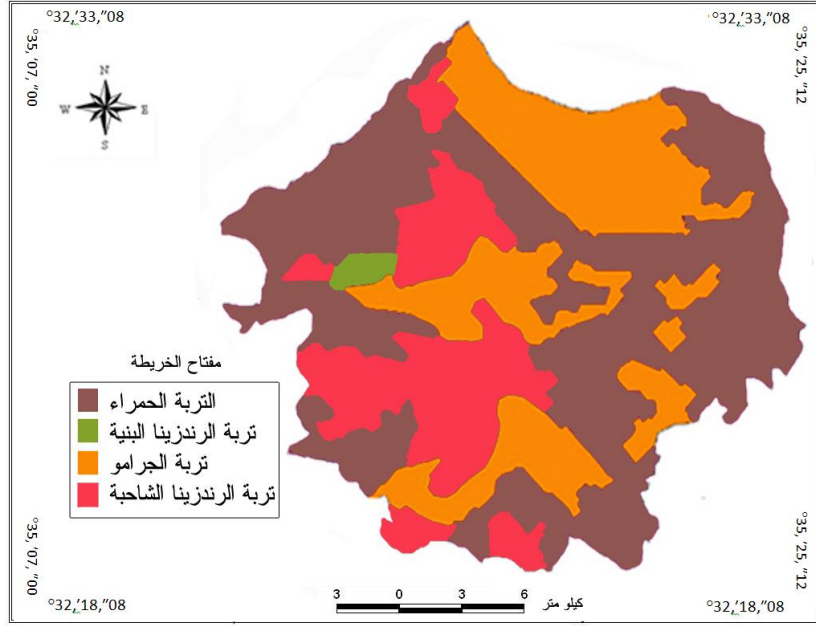 °32,'33,"08
°32,'33,"08
°35, '07, "00
°35, '25, "12
N
W E
S
مفتاح الخريطة
التربة الحمراء
تربة الرندزينا البنية
تربة الجرامو
تربة الرندزينا الشاحبة
°35, '07, "00
°35, '25, "12
3 0 3 6 كيلو متر
°32,'18,"08
°32,'18,"08